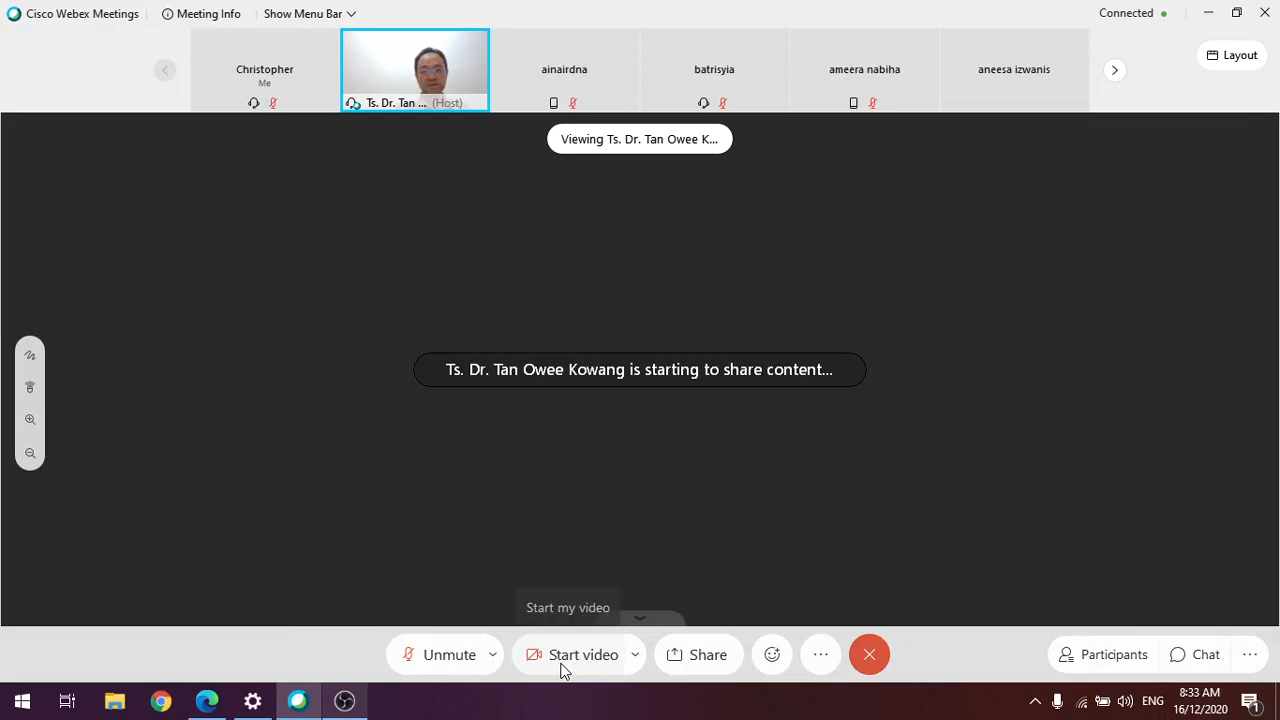 Cisco Webex Meetings
Meeting Info
Show Menu Bar
Connected
Christopher
Me
Ts. Dr. Tan ... (Host)
ainairdna
batrisyia
ameera nabiha
aneesa izwanis
Layout
Viewing Ts. Dr. Tan Owee K...
Ts. Dr. Tan Owee Kowang is starting to share content...
Start my video
Unmute
Start video
Share
Participants
Chat
ENG
8:33 AM
16/12/2020
1